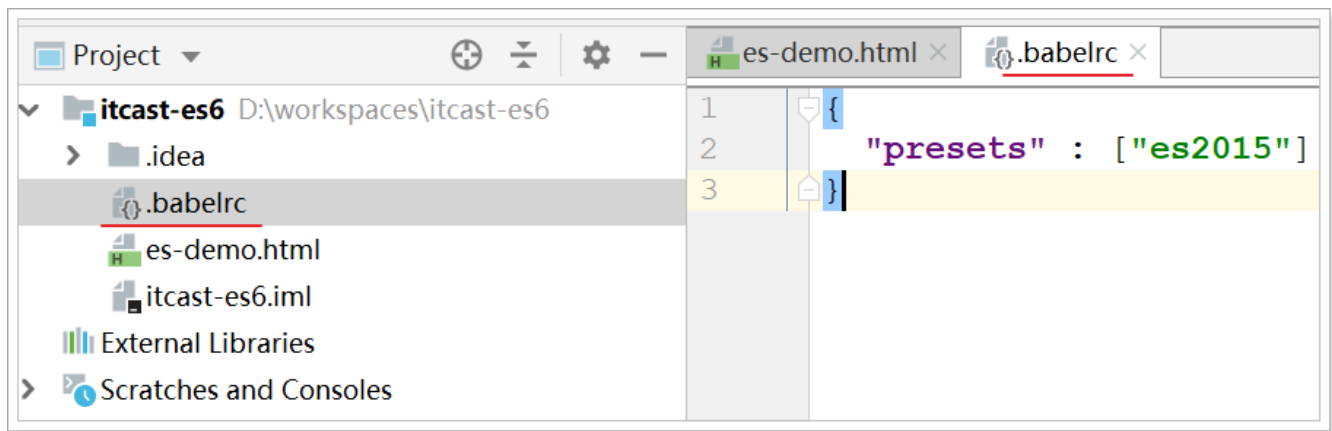 Project
itcast-es6 D:\workspaces\itcast-es6
.idea
.babelrc
es-demo.html
itcast-es6.iml
External Libraries
Scratches and Consoles
es-demo.html .babelrc
1 {
2 "presets" : ["es2015"]
3 }